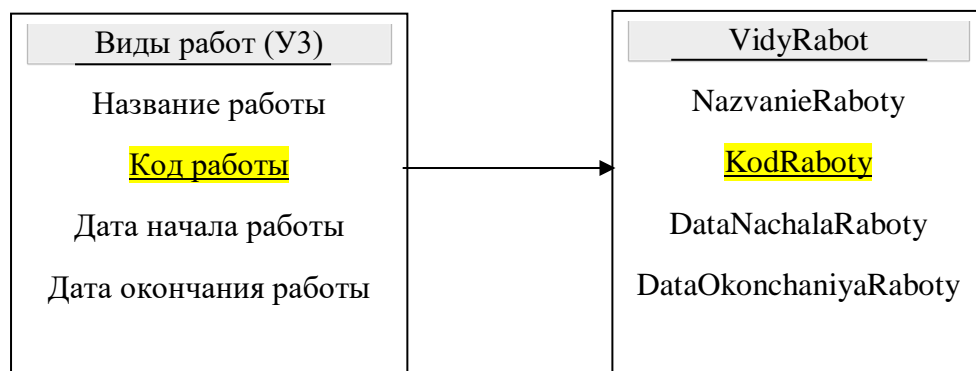 Виды работ (У3)
Название работы
Код работы
Дата начала работы
Дата окончания работы
VidyRabot
NazvanieRaboty
KodRaboty
DataNachalaRaboty
DataOkonchaniyaRaboty